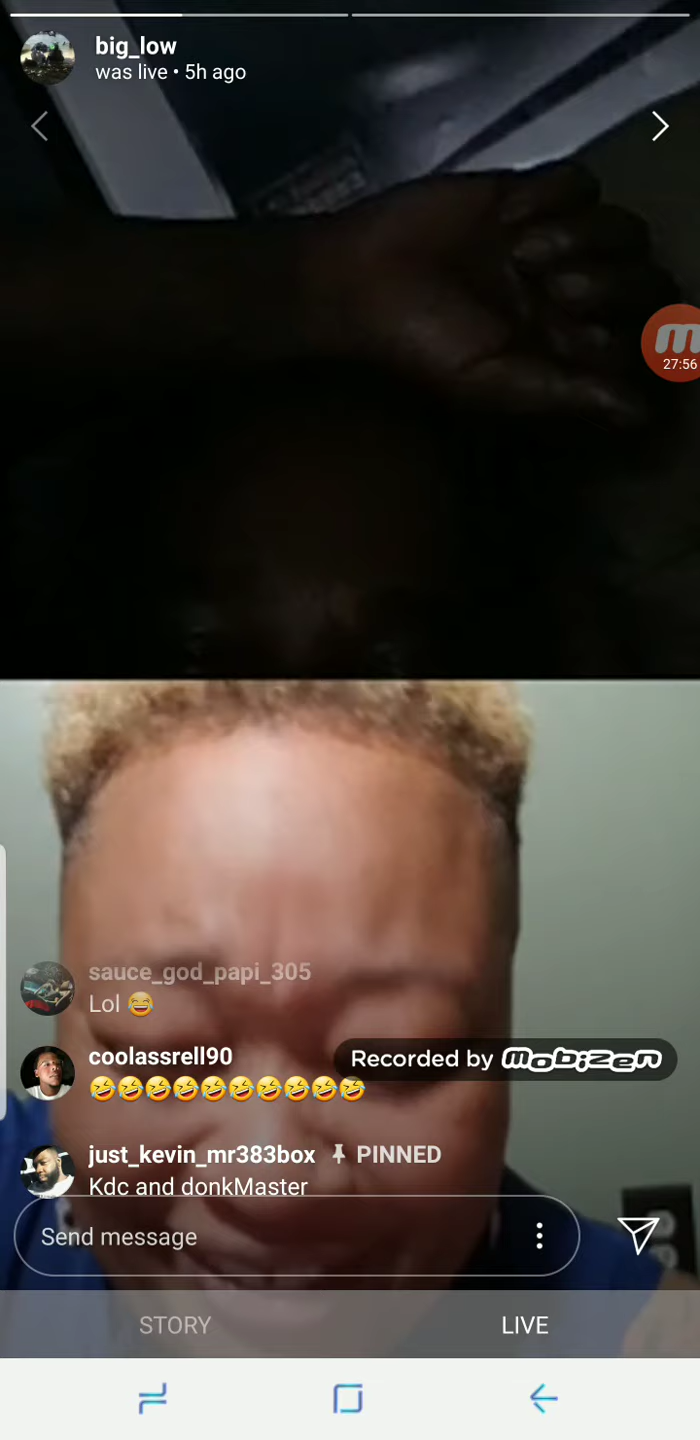 big_low
was live • 5h ago
27:56
sauce_god_papi_305
Lol 😂
coolassrell90
Recorded by mobizen
🤣🤣🤣🤣🤣🤣🤣🤣🤣🤣
just_kevin_mr383box PINNED
Kdc and donkMaster
Send message
STORY LIVE